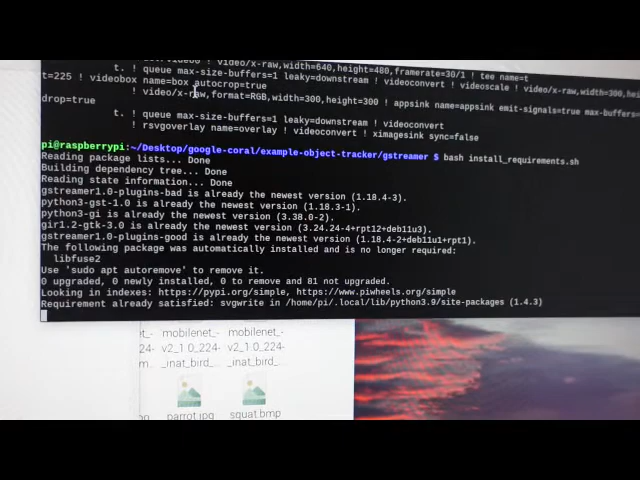 ! video/x-raw,width=640,height=480,framerate=30/1 ! tee name=t
t. ! queue max-size-buffers=1 leaky=downstream ! videoconvert ! videoscale ! video/x-raw,width=300,he
t=225 ! videobox name=box autocrop=true
! video/x-raw,format=RGB,width=300,height=300 ! appsink name=appsink emit-signals=true max-buffers=
drop=true
t. ! queue max-size-buffers=1 leaky=downstream ! videoconvert
! rsvgoverlay name=overlay ! videoconvert ! ximagesink sync=false
pi@raspberrypi:~/Desktop/google-coral/example-object-tracker/gstreamer $ bash install_requirements.sh
Reading package lists... Done
Building dependency tree... Done
Reading state information... Done
gstreamer1.0-plugins-bad is already the newest version (1.18.4-3).
python3-gst-1.0 is already the newest version (1.18.3-1).
python3-gi is already the newest version (3.38.0-2).
gir1.2-gtk-3.0 is already the newest version (3.24.24-4+rpt12+deb11u3).
gstreamer1.0-plugins-good is already the newest version (1.18.4-2+deb11u1+rpt1).
The following package was automatically installed and is no longer required:
libfuse2
Use 'sudo apt autoremove' to remove it.
0 upgraded, 0 newly installed, 0 to remove and 81 not upgraded.
Looking in indexes: https://pypi.org/simple, https://www.piwheels.org/simple
Requirement already satisfied: svgwrite in /home/pi/.local/lib/python3.9/site-packages (1.4.3)
mobilenet_- mobilenet_-
v2_1.0_224- v2_1.0_224-
_inat_bird_... _inat_bird_...
parrot.jpg squat.bmp